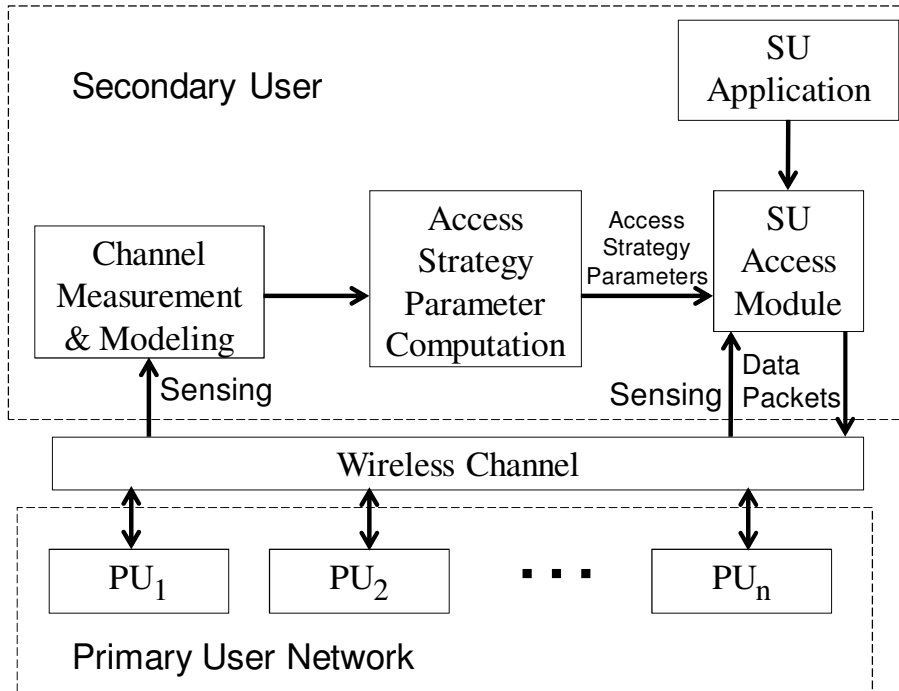 SU
Application
Secondary User
Channel
Measurement
& Modeling
Access
Strategy
Parameter
Computation
Access
Strategy
Parameters
SU
Access
Module
Sensing
Sensing
Data
Packets
Wireless Channel
PU1
PU2
...
PUn
Primary User Network